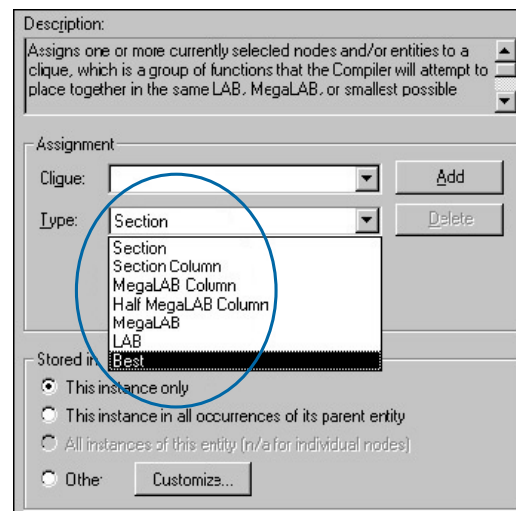 Description:
Assigns one or more currently selected nodes and/or entities to a
clique, which is a group of functions that the Compiler will attempt to
place together in the same LAB, MegaLAB, or smallest possible
Assignment
Clique:
Add
Type:
Section
Delete
Section
Section Column
MegaLAB Column
Half MegaLAB Column
MegaLAB
LAB
Best
Stored in
This instance only
This instance in all occurrences of its parent entity
All instances of this entity (n/a for individual nodes)
Othe
Customize...